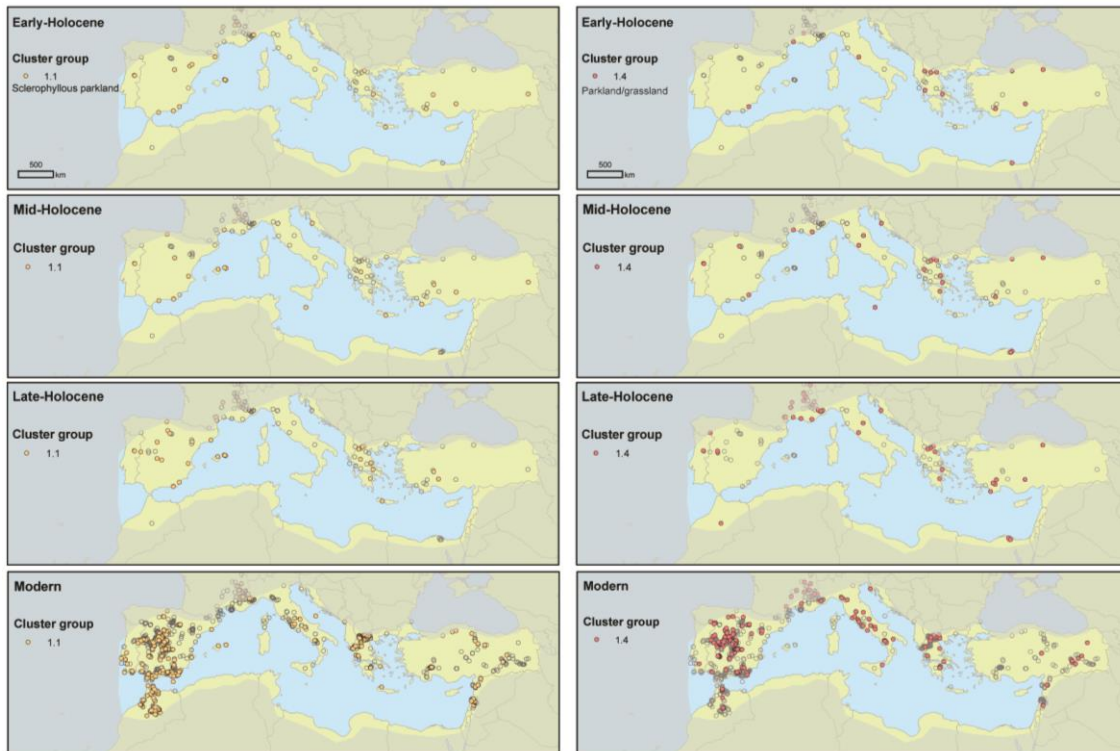 Early-Holocene
Cluster group
1.1
Sclerophyllous parkland
500
km
Mid-Holocene
Cluster group
1.1
Late-Holocene
Cluster group
1.1
Modern
Cluster group
1.1
Early-Holocene
Cluster group
1.4
Parkland/grassland
500
km
Mid-Holocene
Cluster group
1.4
Late-Holocene
Cluster group
1.4
Modern
Cluster group
1.4